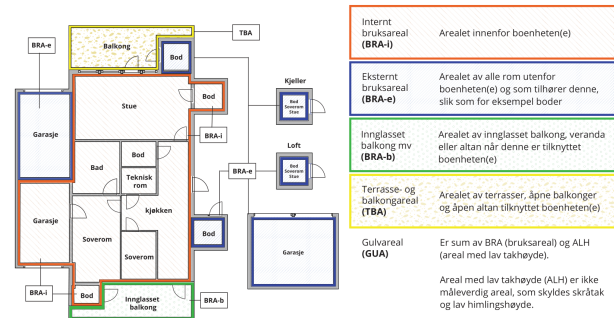 BRA-e
Balkong
TBA
Bod
Kjeller
Bod
Soverom
Stue
Stue
Bod
BRA-i
Garasje
Loft
Bod
Soverom
Stue
Bad
Bod
Teknisk
rom
BRA-e
Garasje
kjøkken
Bod
Soverom
Soverom
Garasje
BRA-i
Bod
Innglasset
balkong
BRA-b
Internt
bruksareal
(BRA-i)
Arealet innenfor boenheten(e)
Eksternt
bruksareal
(BRA-e)
Arealet av alle rom utenfor
boenheten(e) og som tilhører denne,
slik som for eksempel boder
Innglasset
balkong mv
(BRA-b)
Arealet av innglasset balkong, veranda
eller altan når denne er tilknyttet
boenheten(e)
Terrasse- og
balkongareal
(TBA)
Arealet av terrasser, åpne balkonger
og åpen altan tilknyttet boenheten(e)
Gulvareal
(GUA)
Er sum av BRA (bruksareal) og ALH
(areal med lav takhøyde).
Areal med lav takhøyde (ALH) er ikke
måleverdig areal, som skyldes skråtak
og lav himlingshøyde.